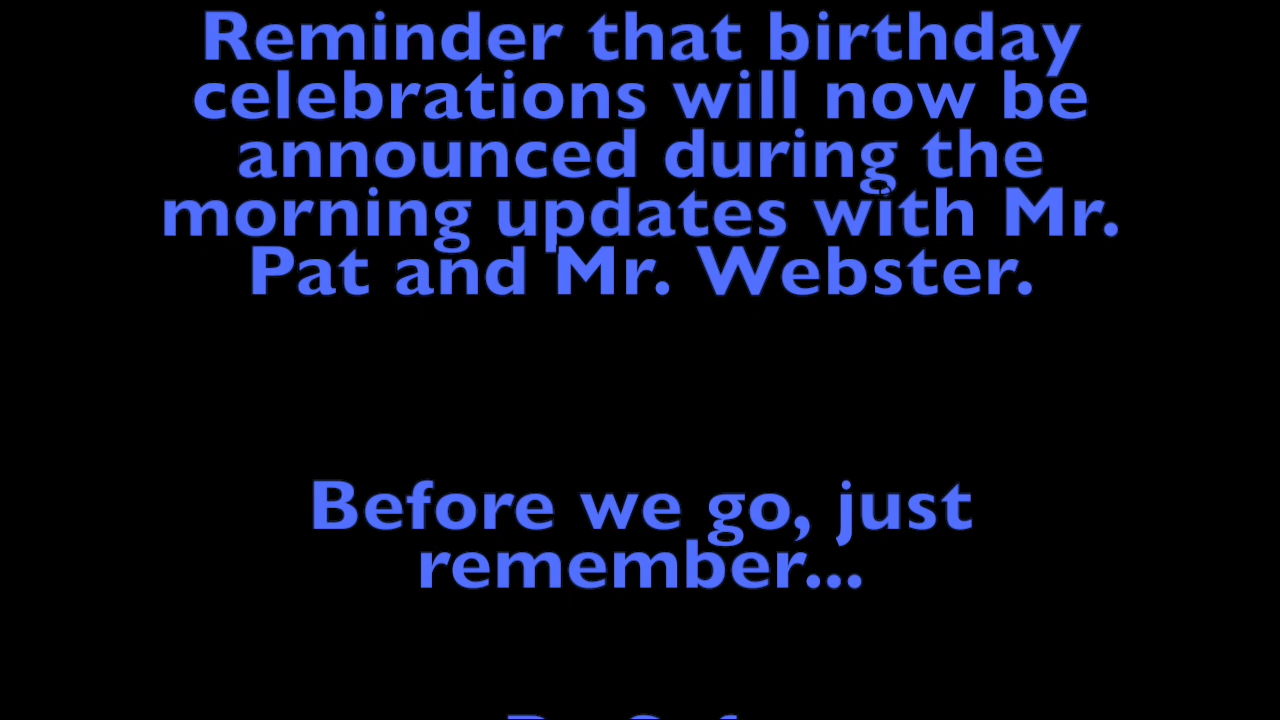 Reminder that birthday
celebrations will now be
announced during the
morning updates with Mr.
Pat and Mr. Webster.
Before we go, just
remember...